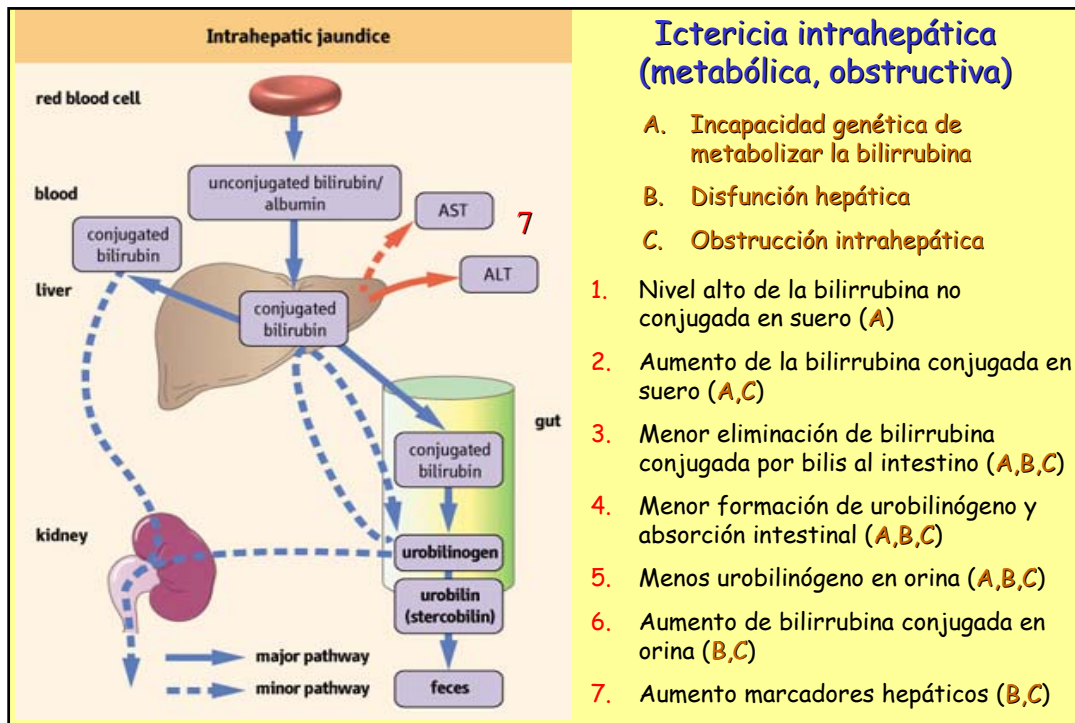 Intrahepatic jaundice
red blood cell
blood
unconjugated bilirubin/
albumin
AST
7
conjugated
bilirubin
ALT
liver
conjugated
bilirubin
gut
conjugated
bilirubin
kidney
urobilinogen
urobilin
(stercobilin)
major pathway
minor pathway
feces
Ictericia intrahepática
(metabólica, obstructiva)
A. Incapacidad genética de
metabolizar la bilirrubina
B. Disfunción hepática
C. Obstrucción intrahepática
1. Nivel alto de la bilirrubina no
conjugada en suero (A)
2. Aumento de la bilirrubina conjugada en
suero (A,C)
3. Menor eliminación de bilirrubina
conjugada por bilis al intestino (A,B,C)
4. Menor formación de urobilinógeno y
absorción intestinal (A,B,C)
5. Menos urobilinógeno en orina (A,B,C)
6. Aumento de bilirrubina conjugada en
orina (B,C)
7. Aumento marcadores hepáticos (B,C)